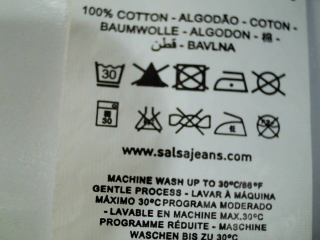 100% COTTON - ALGODÃO - COTON -
BAUMWOLLE - ALGODON - 棉 -
قطن - BAVLNA
30
30
www.salsajeans.com
MACHINE WASH UP TO 30ºC/86ºF
GENTLE PROCESS - LAVAR À MAQUINA
MÁXIMO 30ºC PROGRAMA MODERADO
- LAVABLE EN MACHINE MAX.30ºC
PROGRAMME RÉDUITE - MASCHINE
WASCHEN BIS ZU 30ºC